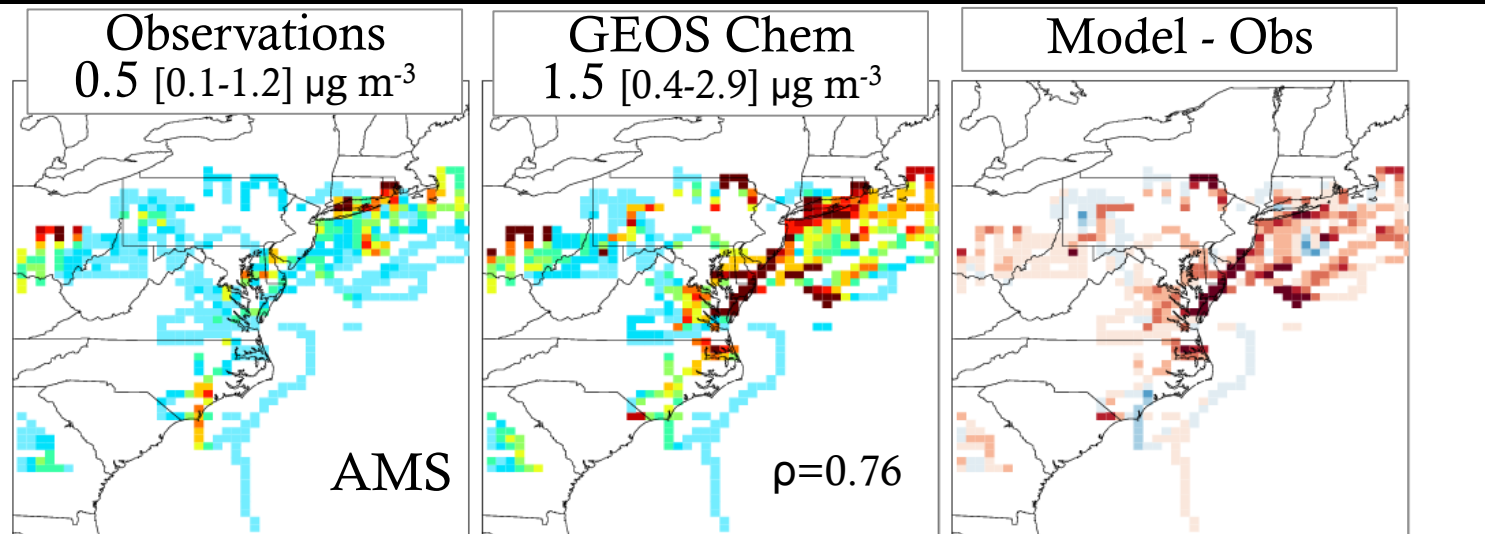 Observations
0.5 [0.1-1.2] µg m⁻³
GEOS Chem
1.5 [0.4-2.9] µg m⁻³
Model - Obs
AMS
ρ=0.76